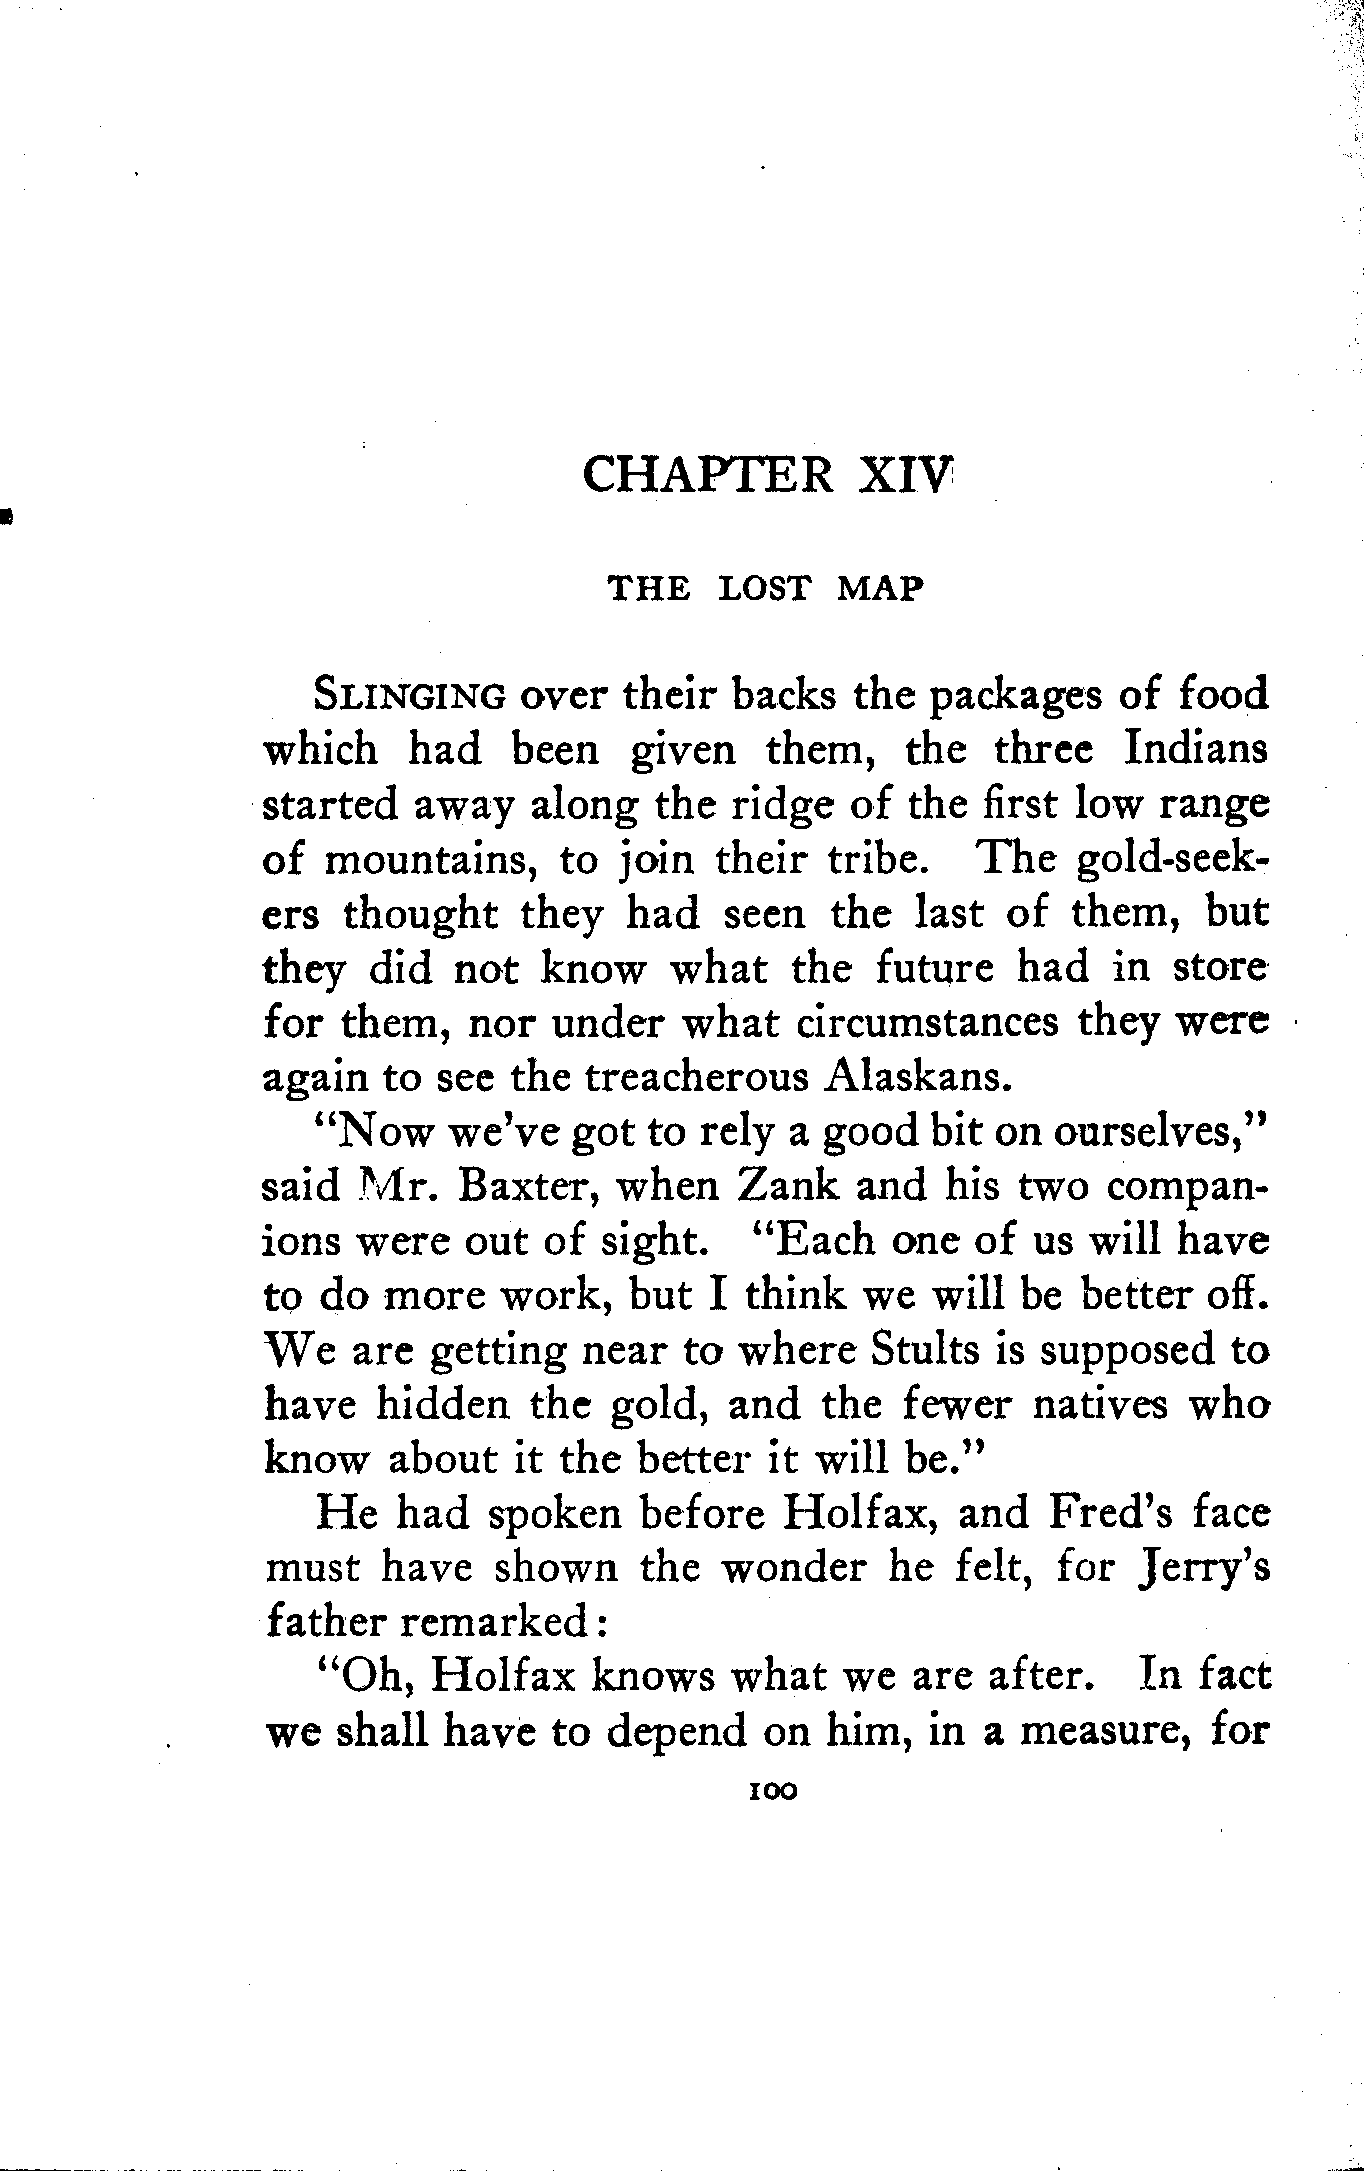 CHAPTER XIV
THE LOST MAP
SLINGING over their backs the packages of food
which had been given them, the three Indians
started away along the ridge of the first low range
of mountains, to join their tribe. The gold-seek-
ers thought they had seen the last of them, but
they did not know what the future had in store
for them, nor under what circumstances they were
again to see the treacherous Alaskans.
“Now we’ve got to rely a good bit on ourselves,”
said Mr. Baxter, when Zank and his two compan-
ions were out of sight. “Each one of us will have
to do more work, but I think we will be better off.
We are getting near to where Stults is supposed to
have hidden the gold, and the fewer natives who
know about it the better it will be.”
He had spoken before Holfax, and Fred’s face
must have shown the wonder he felt, for Jerry’s
father remarked:
“Oh, Holfax knows what we are after. In fact
we shall have to depend on him, in a measure, for
100